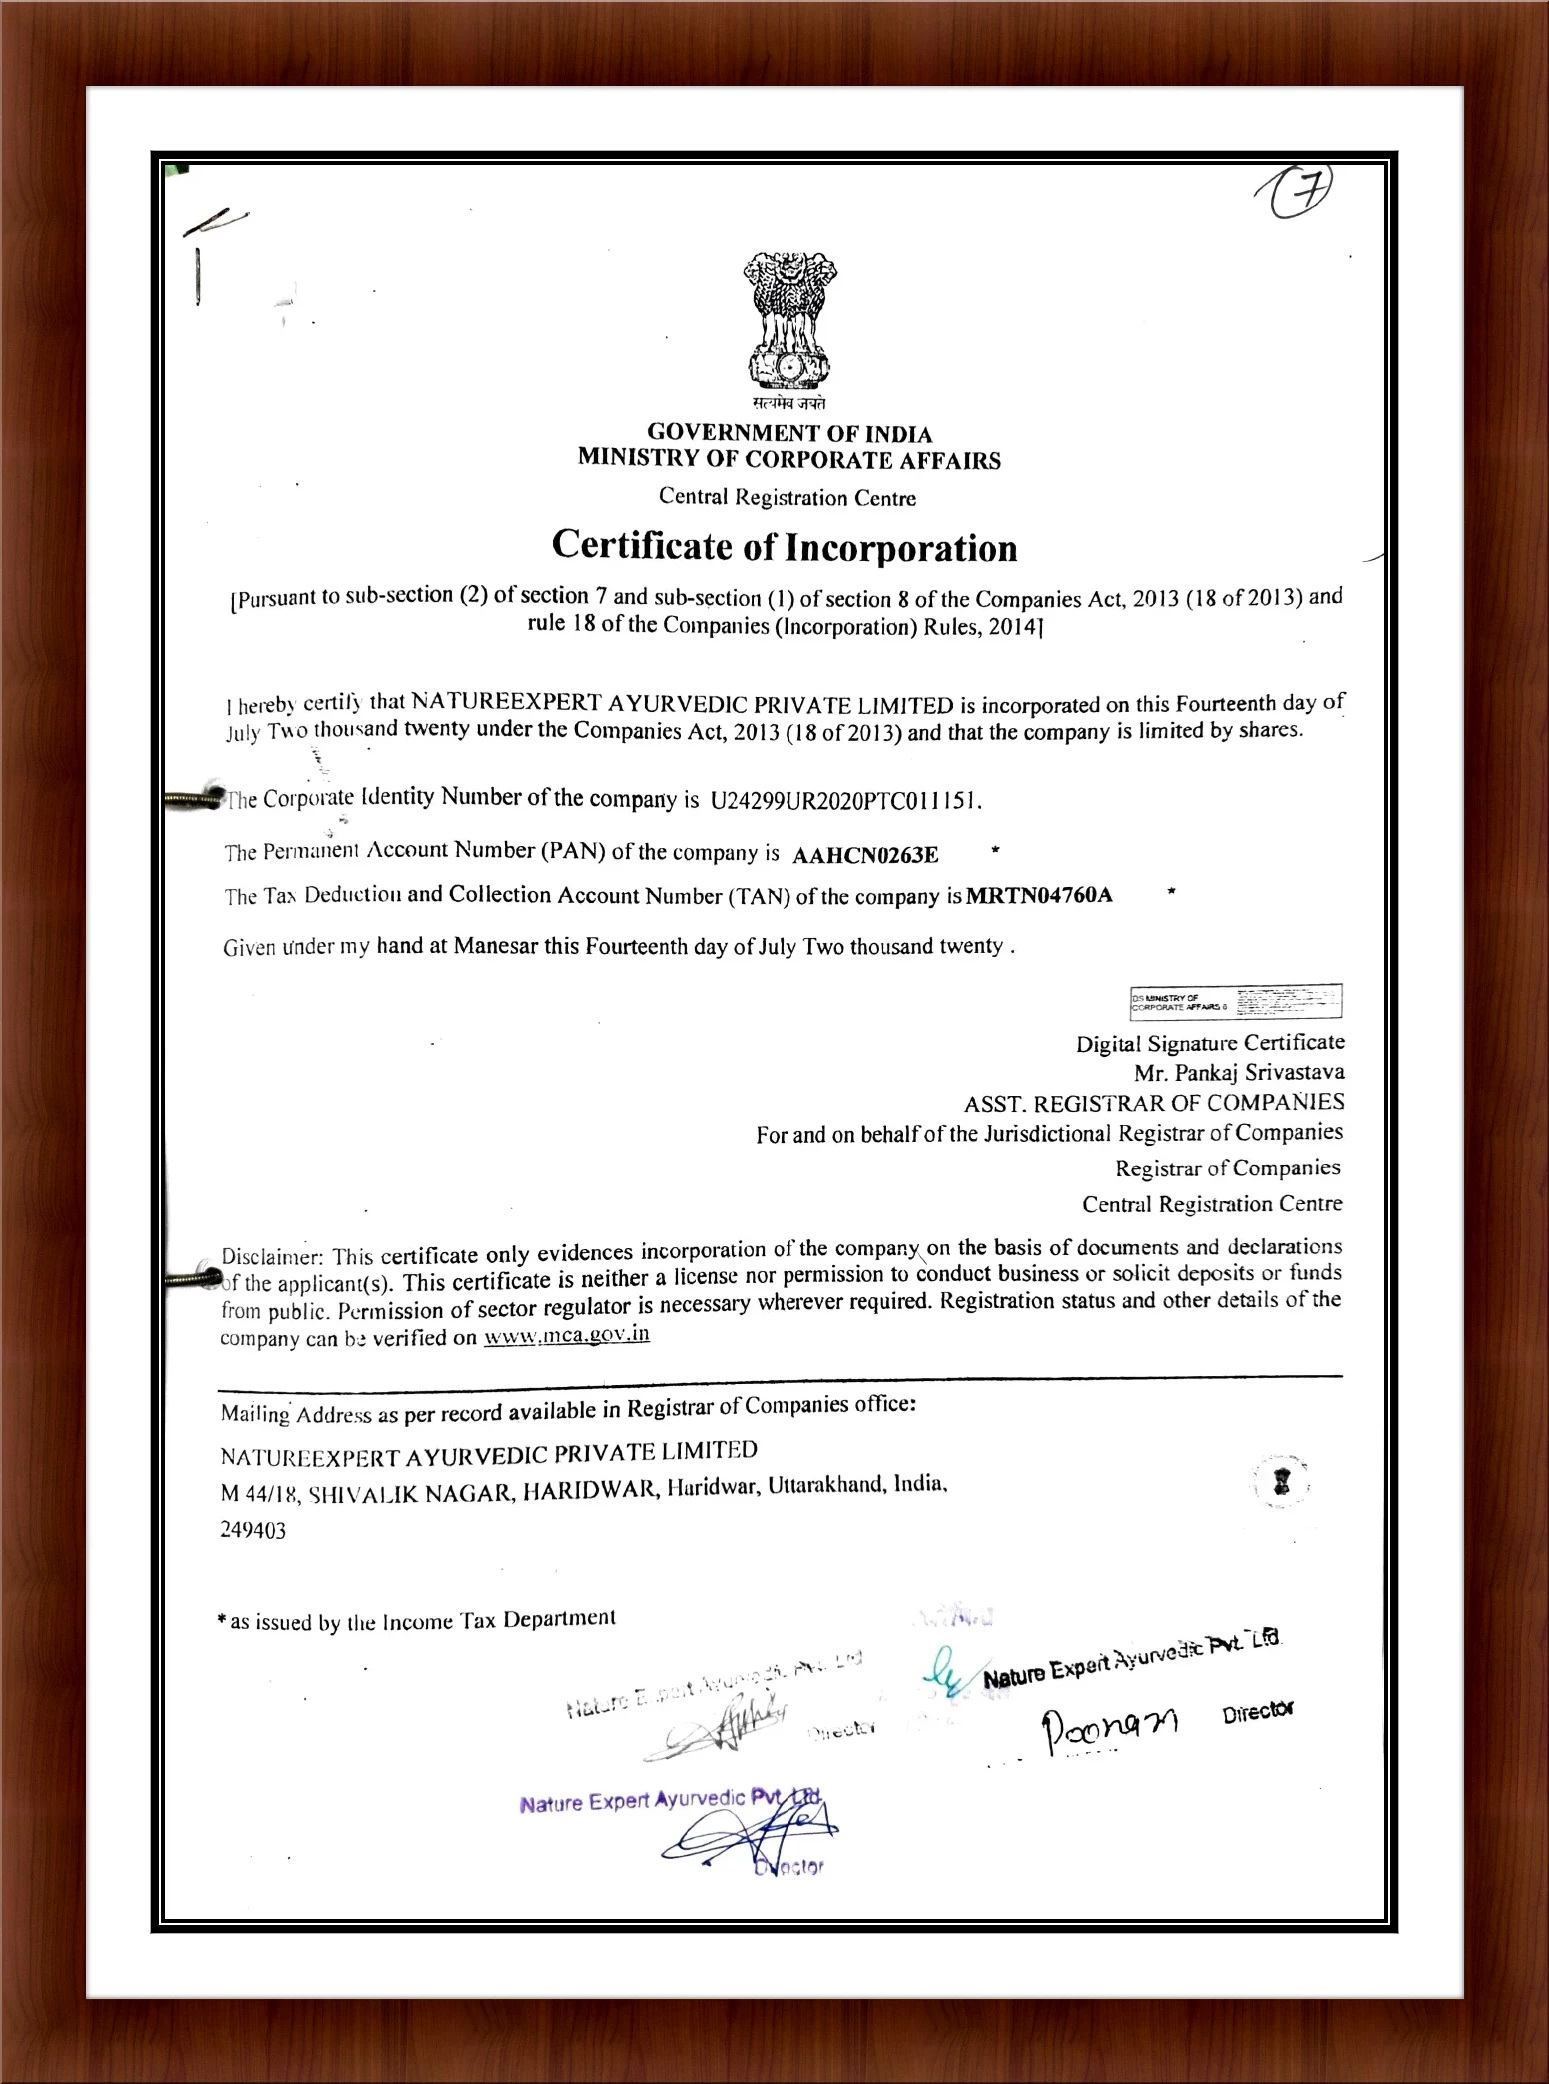 7
सत्यमेव जयते
GOVERNMENT OF INDIA
MINISTRY OF CORPORATE AFFAIRS
Central Registration Centre
Certificate of Incorporation
[Pursuant to sub-section (2) of section 7 and sub-section (1) of section 8 of the Companies Act, 2013 (18 of 2013) and
rule 18 of the Companies (Incorporation) Rules, 2014]
I hereby certify that NATUREEXPERT AYURVEDIC PRIVATE LIMITED is incorporated on this Fourteenth day of
July Two thousand twenty under the Companies Act, 2013 (18 of 2013) and that the company is limited by shares.
The Corporate Identity Number of the company is U24299UR2020PTC011151.
The Permanent Account Number (PAN) of the company is AAHCN0263E *
The Tax Deduction and Collection Account Number (TAN) of the company is MRTN04760A *
Given under my hand at Manesar this Fourteenth day of July Two thousand twenty .
DS MINISTRY OF
CORPORATE AFFAIRS 6
Digital Signature Certificate
Mr. Pankaj Srivastava
ASST. REGISTRAR OF COMPANIES
For and on behalf of the Jurisdictional Registrar of Companies
Registrar of Companies
Central Registration Centre
Disclaimer: This certificate only evidences incorporation of the company on the basis of documents and declarations
of the applicant(s). This certificate is neither a license nor permission to conduct business or solicit deposits or funds
from public. Permission of sector regulator is necessary wherever required. Registration status and other details of the
company can be verified on www.mca.gov.in
Mailing Address as per record available in Registrar of Companies office:
NATUREEXPERT AYURVEDIC PRIVATE LIMITED
M 44/18, SHIVALIK NAGAR, HARIDWAR, Haridwar, Uttarakhand, India,
249403
* as issued by the Income Tax Department
Nature Expert Ayurvedic Pvt. Ltd.
Director
Nature Expert Ayurvedic Pvt. Ltd.
Poonam Director
Nature Expert Ayurvedic Pvt. Ltd.
Director